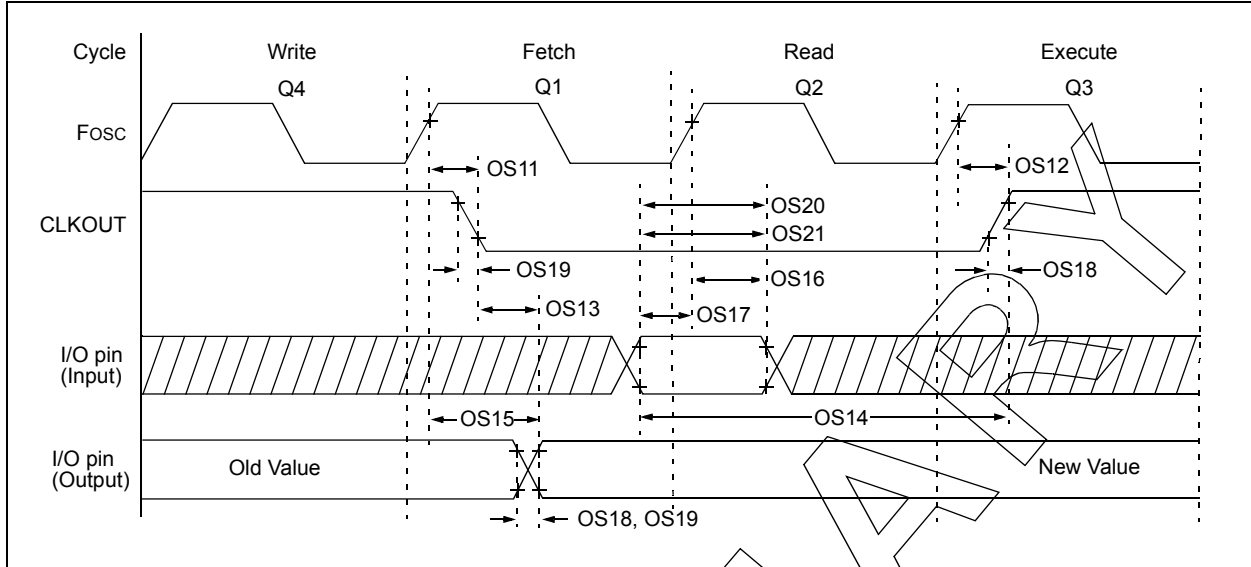 Cycle Write Fetch Read Execute
Q4 Q1 Q2 Q3
FOSC
OS11 OS12
OS20
CLKOUT
OS21
OS19 OS18
OS16
OS13 OS17
I/O pin
(Input)
OS15 OS14
I/O pin
(Output)
Old Value New Value
OS18, OS19